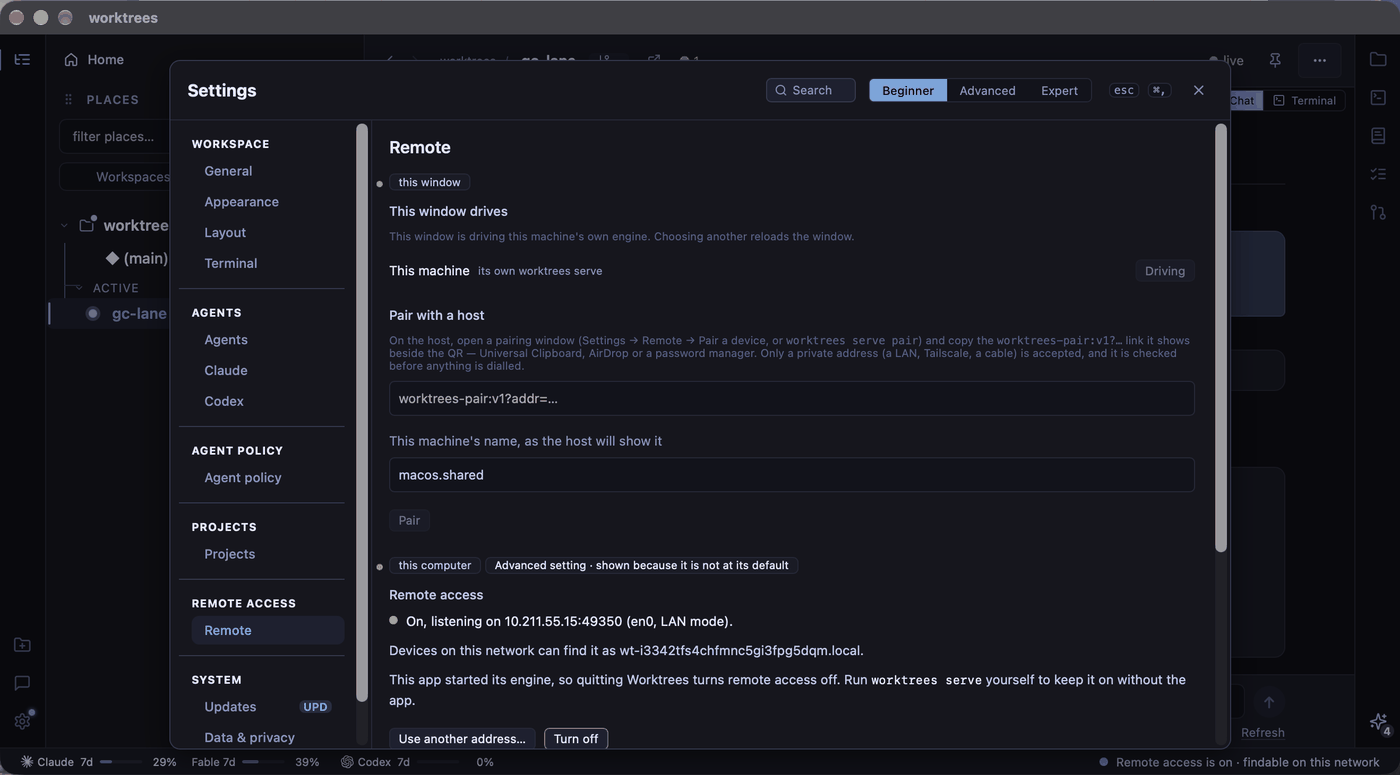 worktrees
Home
worktrees / gc-lane 1
live
PLACES
filter places...
Workspaces
worktree
(main)
ACTIVE
gc-lane
Settings
Search
Beginner Advanced Expert
esc ⌘,
Chat Terminal
WORKSPACE
General
Appearance
Layout
Terminal
AGENTS
Agents
Claude
Codex
AGENT POLICY
Agent policy
PROJECTS
Projects
REMOTE ACCESS
Remote
SYSTEM
Updates UPD
Data & privacy
Remote
this window
This window drives
This window is driving this machine's own engine. Choosing another reloads the window.
This machine its own worktrees serve Driving
Pair with a host
On the host, open a pairing window (Settings → Remote → Pair a device, or worktrees serve pair) and copy the worktrees-pair:v1?… link it shows
beside the QR — Universal Clipboard, AirDrop or a password manager. Only a private address (a LAN, Tailscale, a cable) is accepted, and it is checked
before anything is dialled.
worktrees-pair:v1?addr=…
This machine's name, as the host will show it
macos.shared
Pair
this computer Advanced setting · shown because it is not at its default
Remote access
On, listening on 10.211.55.15:49350 (en0, LAN mode).
Devices on this network can find it as wt-i3342tfs4chfmnc5gi3fpg5dqm.local.
This app started its engine, so quitting Worktrees turns remote access off. Run worktrees serve yourself to keep it on without the
app.
Use another address... Turn off
Refresh
4
Claude 7d 29% Fable 7d 39% Codex 7d 0%
Remote access is on · findable on this network